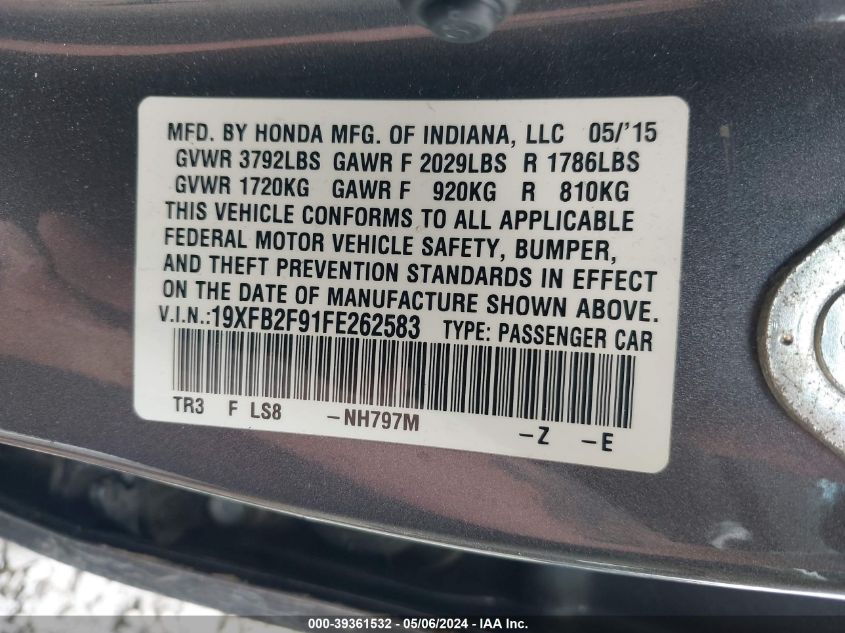 MFD. BY HONDA MFG. OF INDIANA, LLC 05/'15
GVWR 3792LBS GAWR F 2029LBS R 1786LBS
GVWR 1720KG GAWR F 920KG R 810KG
THIS VEHICLE CONFORMS TO ALL APPLICABLE
FEDERAL MOTOR VEHICLE SAFETY, BUMPER,
AND THEFT PREVENTION STANDARDS IN EFFECT
ON THE DATE OF MANUFACTURE SHOWN ABOVE.
V.I.N.:19XFB2F91FE262583 TYPE: PASSENGER CAR
TR3 F LS8 -NH797M -Z -E
000-39361532 - 05/06/2024 - IAA Inc.